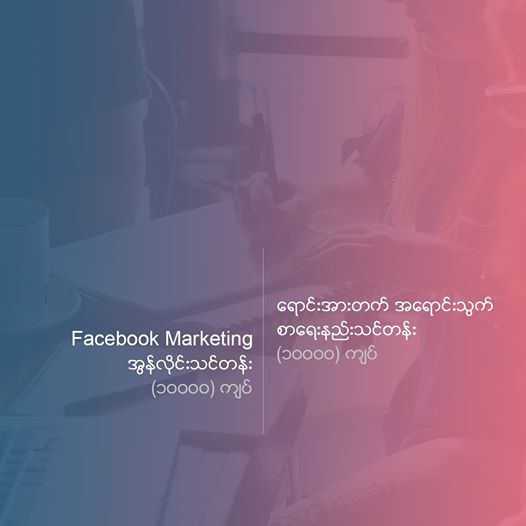 Facebook Marketing
အွန်လိုင်းသင်တန်း
(၁၀၀၀၀) ကျပ်
ရောင်းအားတက် အရောင်းသွက်
စာရေးနည်းသင်တန်း
(၁၀၀၀၀) ကျပ်